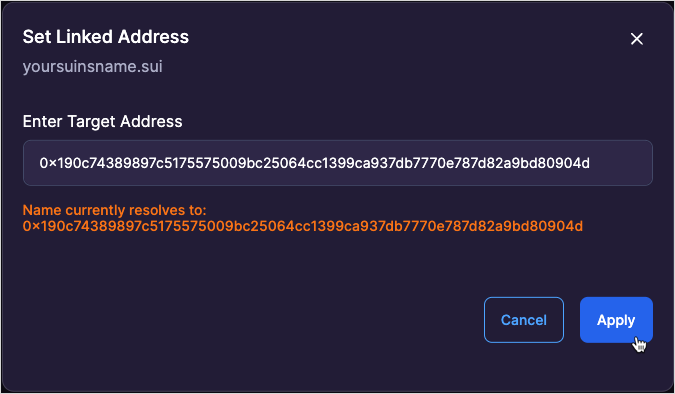 Set Linked Address
yoursuinsname.sui
Enter Target Address
0×190c74389897c5175575009bc25064cc1399ca937db7770e787d82a9bd80904d
Name currently resolves to:
0×190c74389897c5175575009bc25064cc1399ca937db7770e787d82a9bd80904d
Cancel
Apply